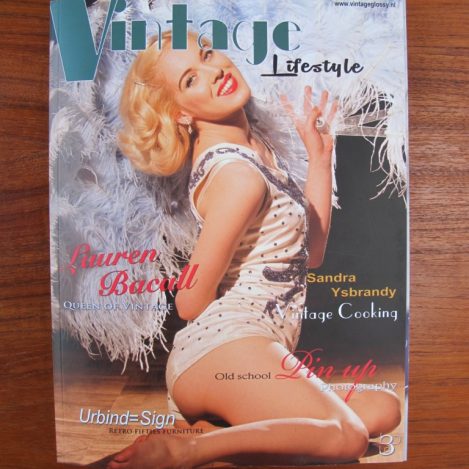 www.vintageglossy.nl
Vintage
Lifestyle
Lauren
Bacall
Queen of Vintage
Sandra
Ysbrandy
Vintage Cooking
Old school Pin up
Photography
Urbind=Sign
Retro-Fifties furniture
3